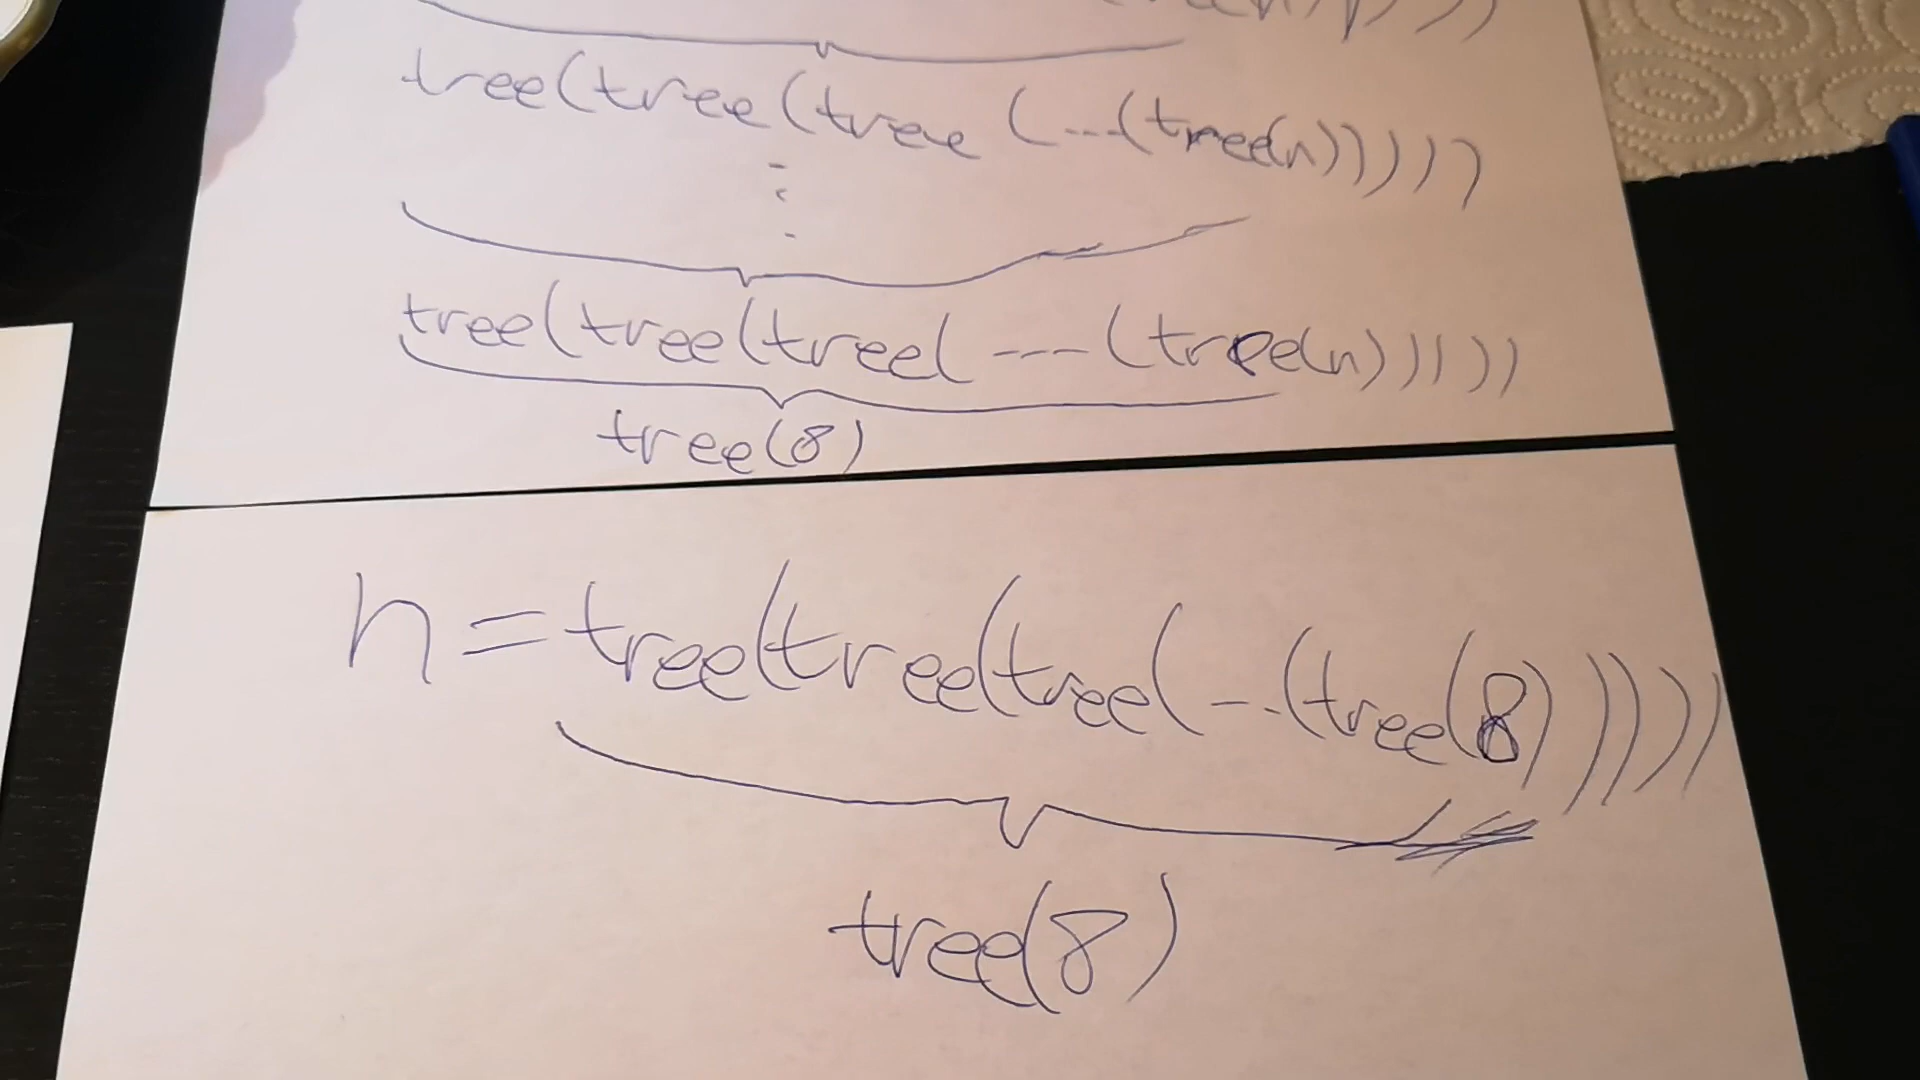 tree(tree(tree(...(tree(n)))))
tree(tree(tree(----(tree(n))))))
tree(8)
n=tree(tree(tree(--.(tree(8)))))
tree(8)